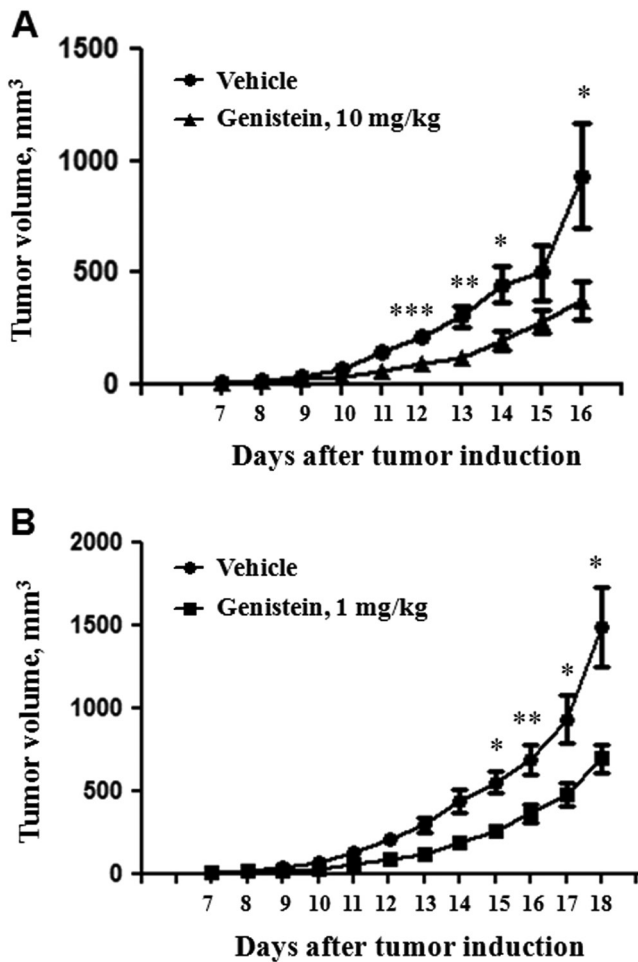 A
1500
Vehicle
Genistein, 10 mg/kg
*
1000
Tumor volume, mm³
*
500
**
***
0
7 8 9 10 11 12 13 14 15 16
Days after tumor induction
B
2000
Vehicle
*
Genistein, 1 mg/kg
1500
*
1000
**
*
Tumor volume, mm³
500
0
7 8 9 10 11 12 13 14 15 16 17 18
Days after tumor induction